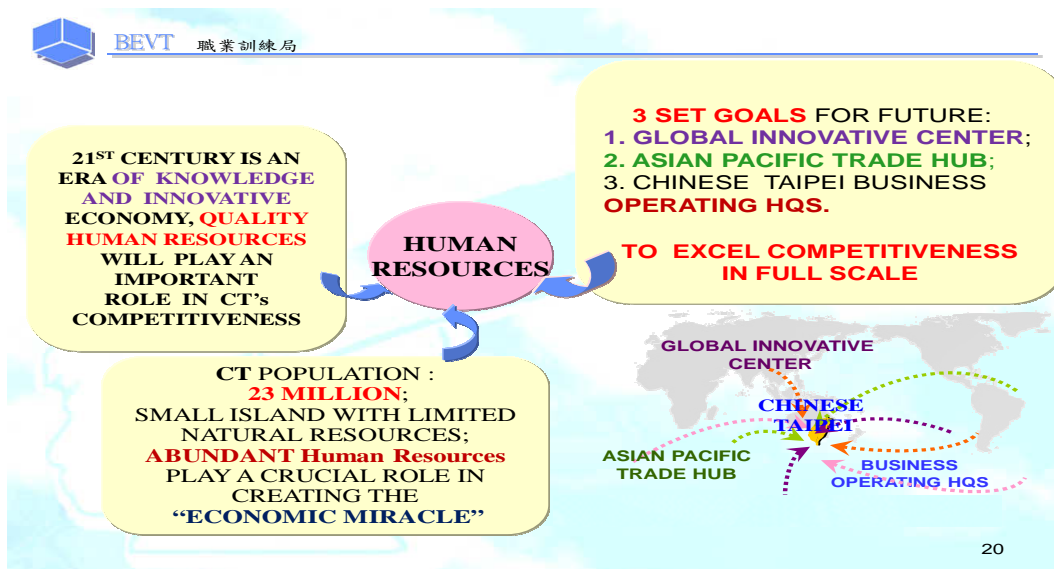 BEVT 職業訓練局
21ST CENTURY IS AN
ERA OF KNOWLEDGE
AND INNOVATIVE
ECONOMY, QUALITY
HUMAN RESOURCES
WILL PLAY AN
IMPORTANT
ROLE IN CT's
COMPETITIVENESS
HUMAN
RESOURCES
3 SET GOALS FOR FUTURE:
1. GLOBAL INNOVATIVE CENTER;
2. ASIAN PACIFIC TRADE HUB;
3. CHINESE TAIPEI BUSINESS
OPERATING HQS.
TO EXCEL COMPETITIVENESS
IN FULL SCALE
CT POPULATION :
23 MILLION;
SMALL ISLAND WITH LIMITED
NATURAL RESOURCES;
ABUNDANT Human Resources
PLAY A CRUCIAL ROLE IN
CREATING THE
“ECONOMIC MIRACLE”
GLOBAL INNOVATIVE
CENTER
CHINESE
TAIPEI
ASIAN PACIFIC
TRADE HUB
BUSINESS
OPERATING HQS
20